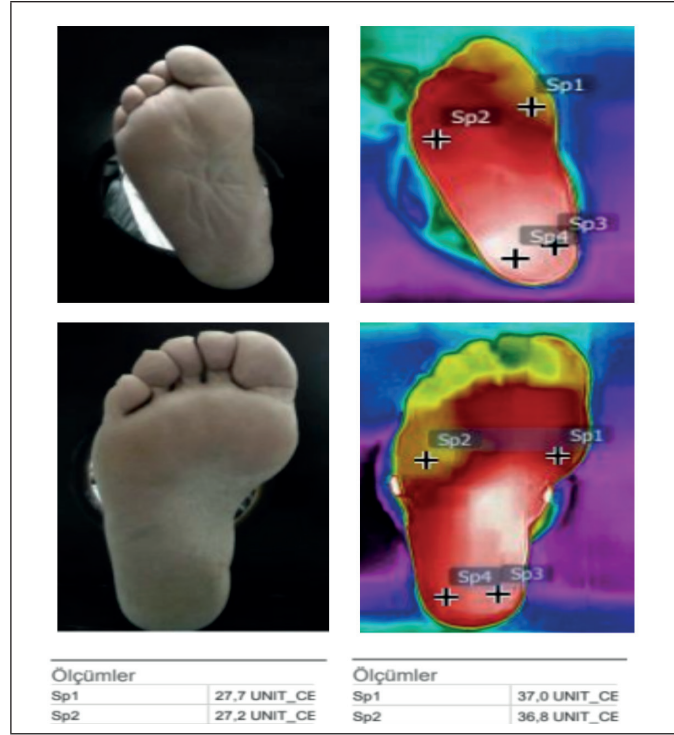 Sp1
Sp2
Sp3
Sp4
Sp2
Sp1
Sp4
Sp3
Ölçümler
Sp1 27,7 UNIT_CE
Sp2 27,2 UNIT_CE
Ölçümler
Sp1 37,0 UNIT_CE
Sp2 36,8 UNIT_CE